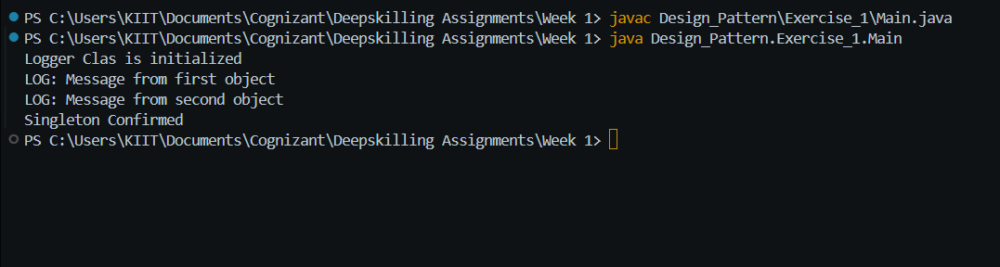 PS C:\Users\KIIT\Documents\Cognizant\Deepskilling Assignments\Week 1> javac Design_Pattern\Exercise_1\Main.java
PS C:\Users\KIIT\Documents\Cognizant\Deepskilling Assignments\Week 1> java Design_Pattern.Exercise_1.Main
Logger Clas is initialized
LOG: Message from first object
LOG: Message from second object
Singleton Confirmed
PS C:\Users\KIIT\Documents\Cognizant\Deepskilling Assignments\Week 1>